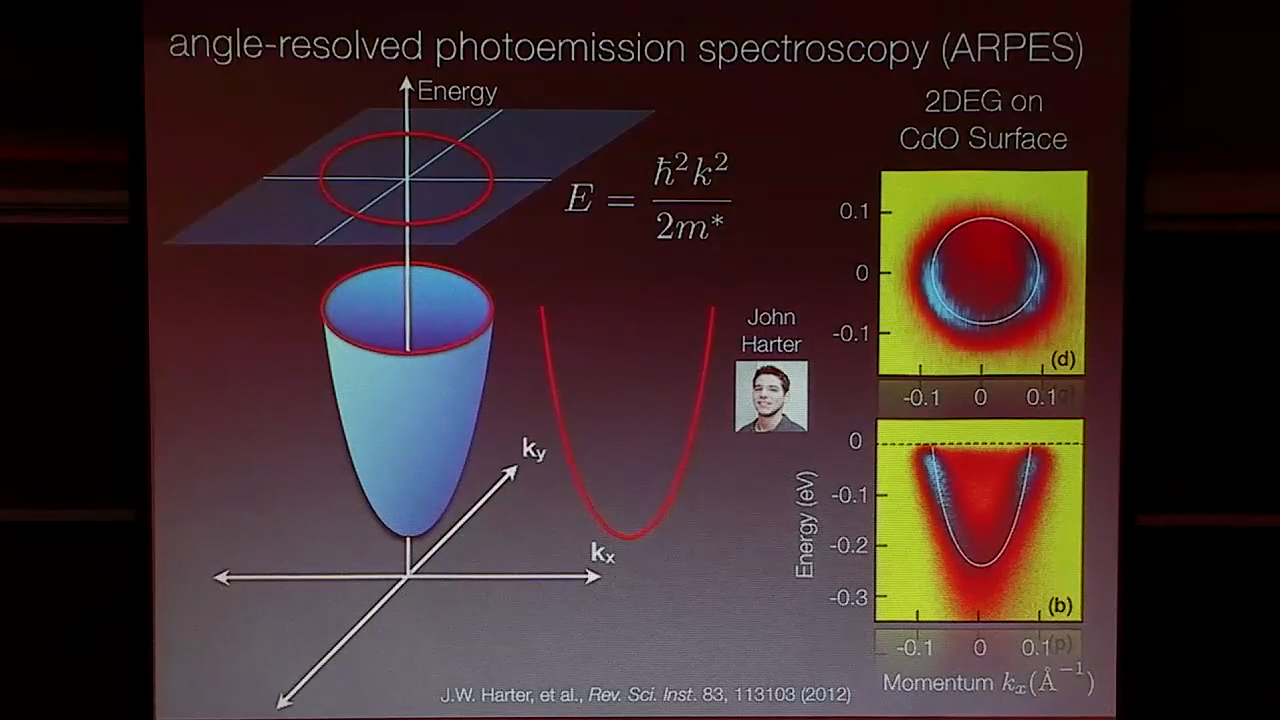 angle-resolved photoemission spectroscopy (ARPES)
Energy
E = ħ²k² / 2m*
k_y
k_x
John
Harter
2DEG on
CdO Surface
0.1
0
-0.1
(d)
-0.1 0 0.1
0
-0.1
-0.2
-0.3
Energy (eV)
(b)
-0.1 0 0.1
Momentum k_x(Å⁻¹)
J.W. Harter, et al., Rev. Sci. Inst. 83, 113103 (2012)